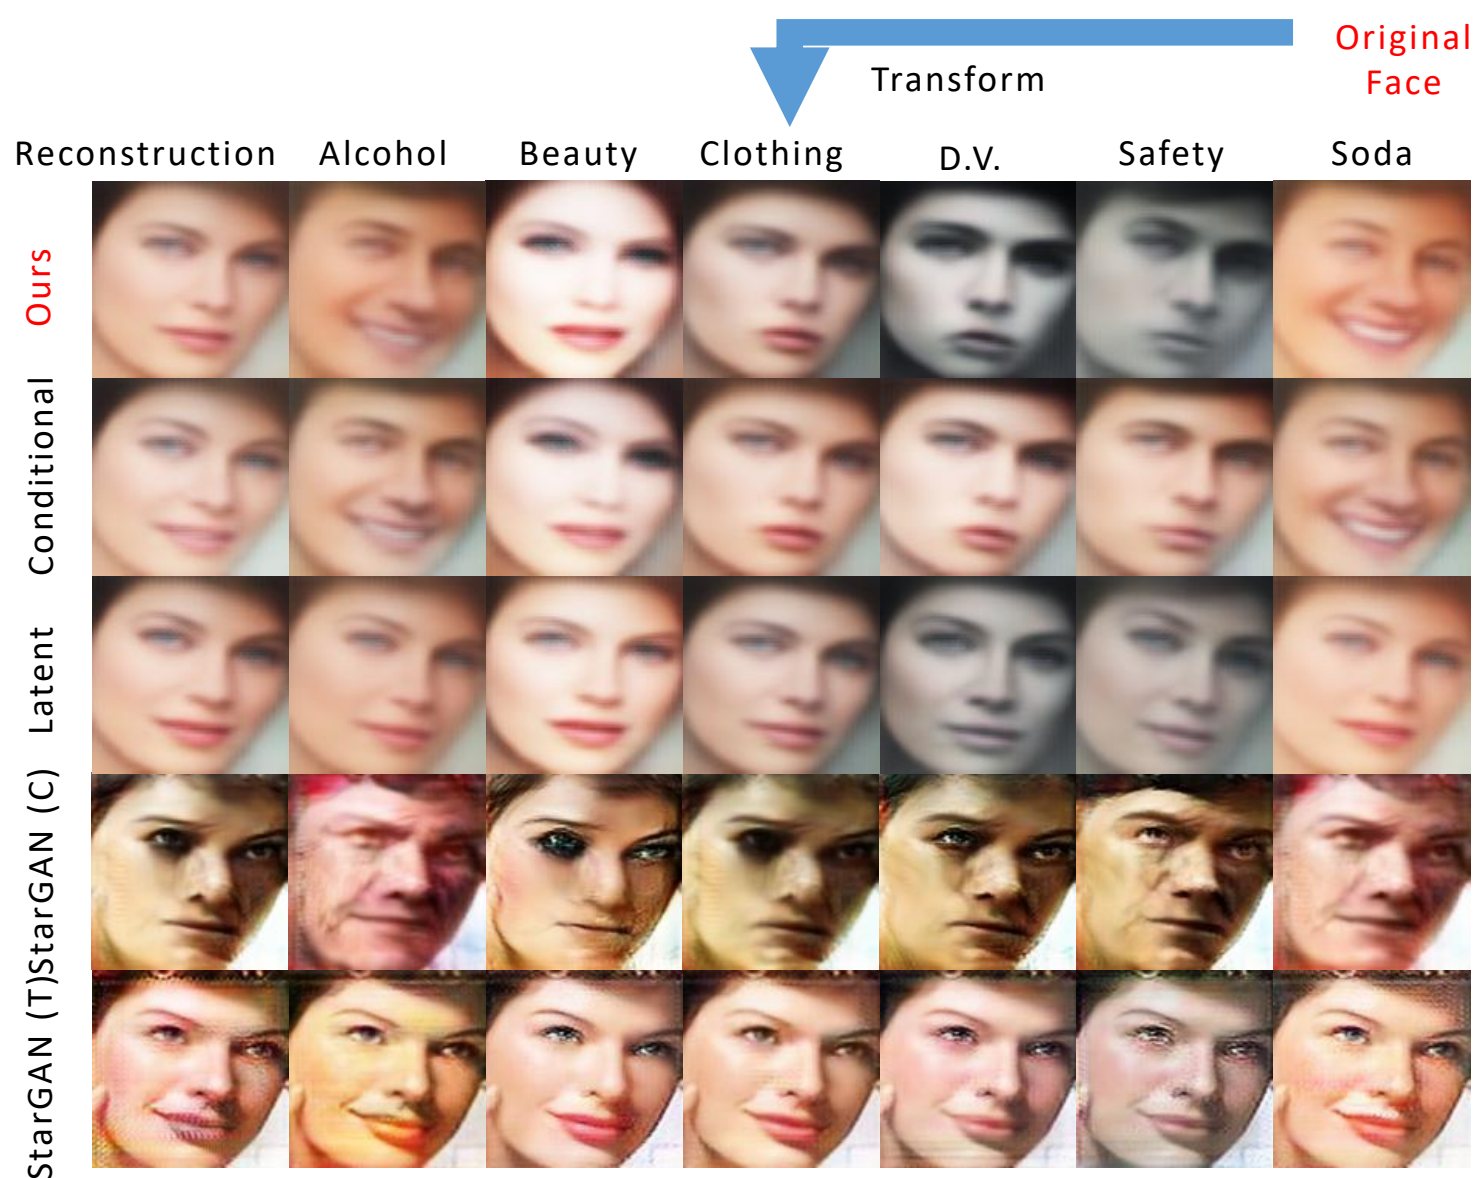 Original
Face
Transform
Reconstruction Alcohol Beauty Clothing D.V. Safety Soda
Ours
Conditional
Latent
StarGAN (C)
StarGAN (T)